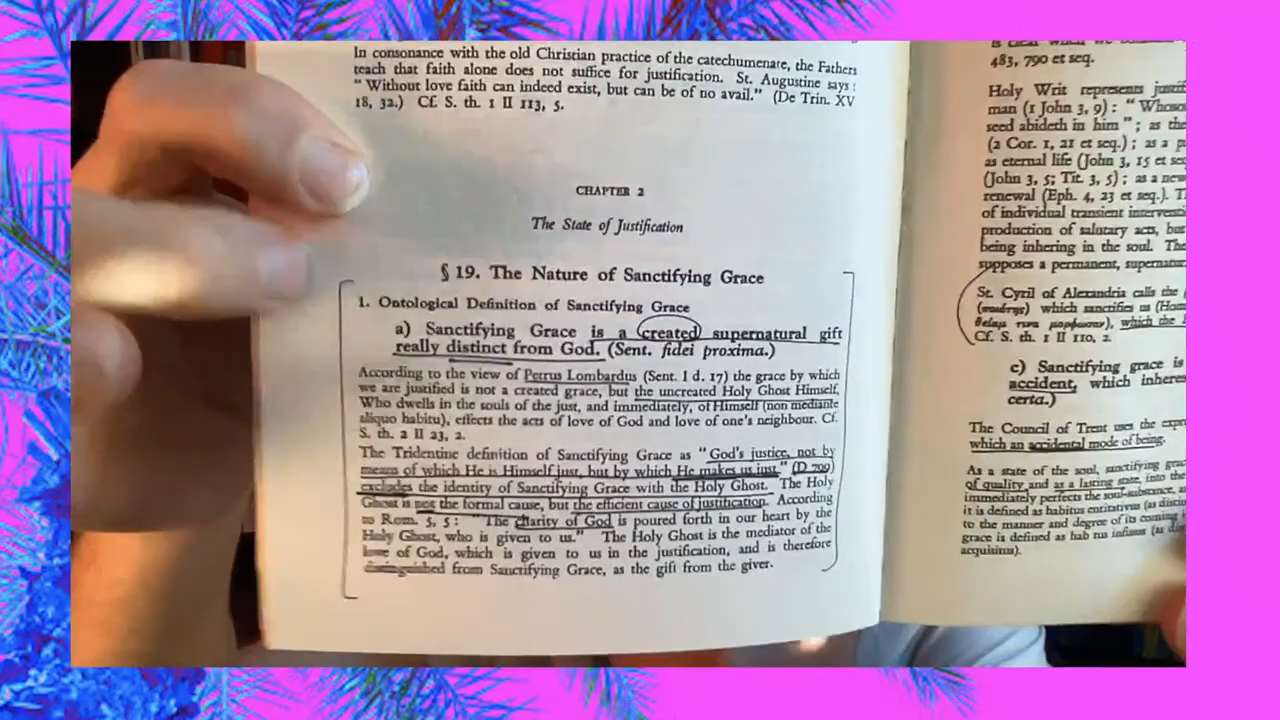 In consonance with the old Christian practice of the catechumenate, the Fathers
teach that faith alone does not suffice for justification. St. Augustine says :
“ Without love faith can indeed exist, but can be of no avail.” (De Trin. XV
18, 32.) Cf. S. th. 1 II 113, 5.
CHAPTER 2
The State of Justification
§ 19. The Nature of Sanctifying Grace
1. Ontological Definition of Sanctifying Grace
a) Sanctifying Grace is a created supernatural gift
really distinct from God. (Sent. fidei proxima.)
According to the view of Petrus Lombardus (Sent. I d. 17) the grace by which
we are justified is not a created grace, but the uncreated Holy Ghost Himself,
Who dwells in the souls of the just, and immediately, of Himself (non mediante
aliquo habitu), effects the acts of love of God and love of one's neighbour. Cf.
S. th. 2 II 23, 2.
The Tridentine definition of Sanctifying Grace as “ God's justice, not by
means of which He is Himself just, but by which He makes us just ” (D 799)
excludes the identity of Sanctifying Grace with the Holy Ghost. The Holy
Ghost is not the formal cause, but the efficient cause of justification. According
to Rom. 5, 5 : “The charity of God is poured forth in our heart by the
Holy Ghost, who is given to us.” The Holy Ghost is the mediator of the
love of God, which is given to us in the justification, and is therefore
distinguished from Sanctifying Grace, as the gift from the giver.
483, 790 et seq.
Holy Writ represents
man (1 John 3, 9) :
seed abideth in him ” ; as the
(2 Cor. 1, 21 et seq.) ; as a
as eternal life (John 3, 15 et
(John 3, 5; Tit. 3, 5) ; as a
renewal (Eph. 4, 23 et seq.).
of individual transient
production of salutary acts, but
being inhering in the soul. The
supposes a permanent,
St. Cyril of Alexandria calls the
which sanctifies us
which the
Cf. S. th. 1 II 110, 2.
c) Sanctifying grace is
accident, which
certa.)
The Council of Trent uses the
which an accidental mode of being.
As a state of the soul, sanctifying
of quality and as a lasting state, into the
immediately perfects the soul-substance,
it is defined as habitus entitativus (as
to the manner and degree of its coming
grace is defined as infusus (as